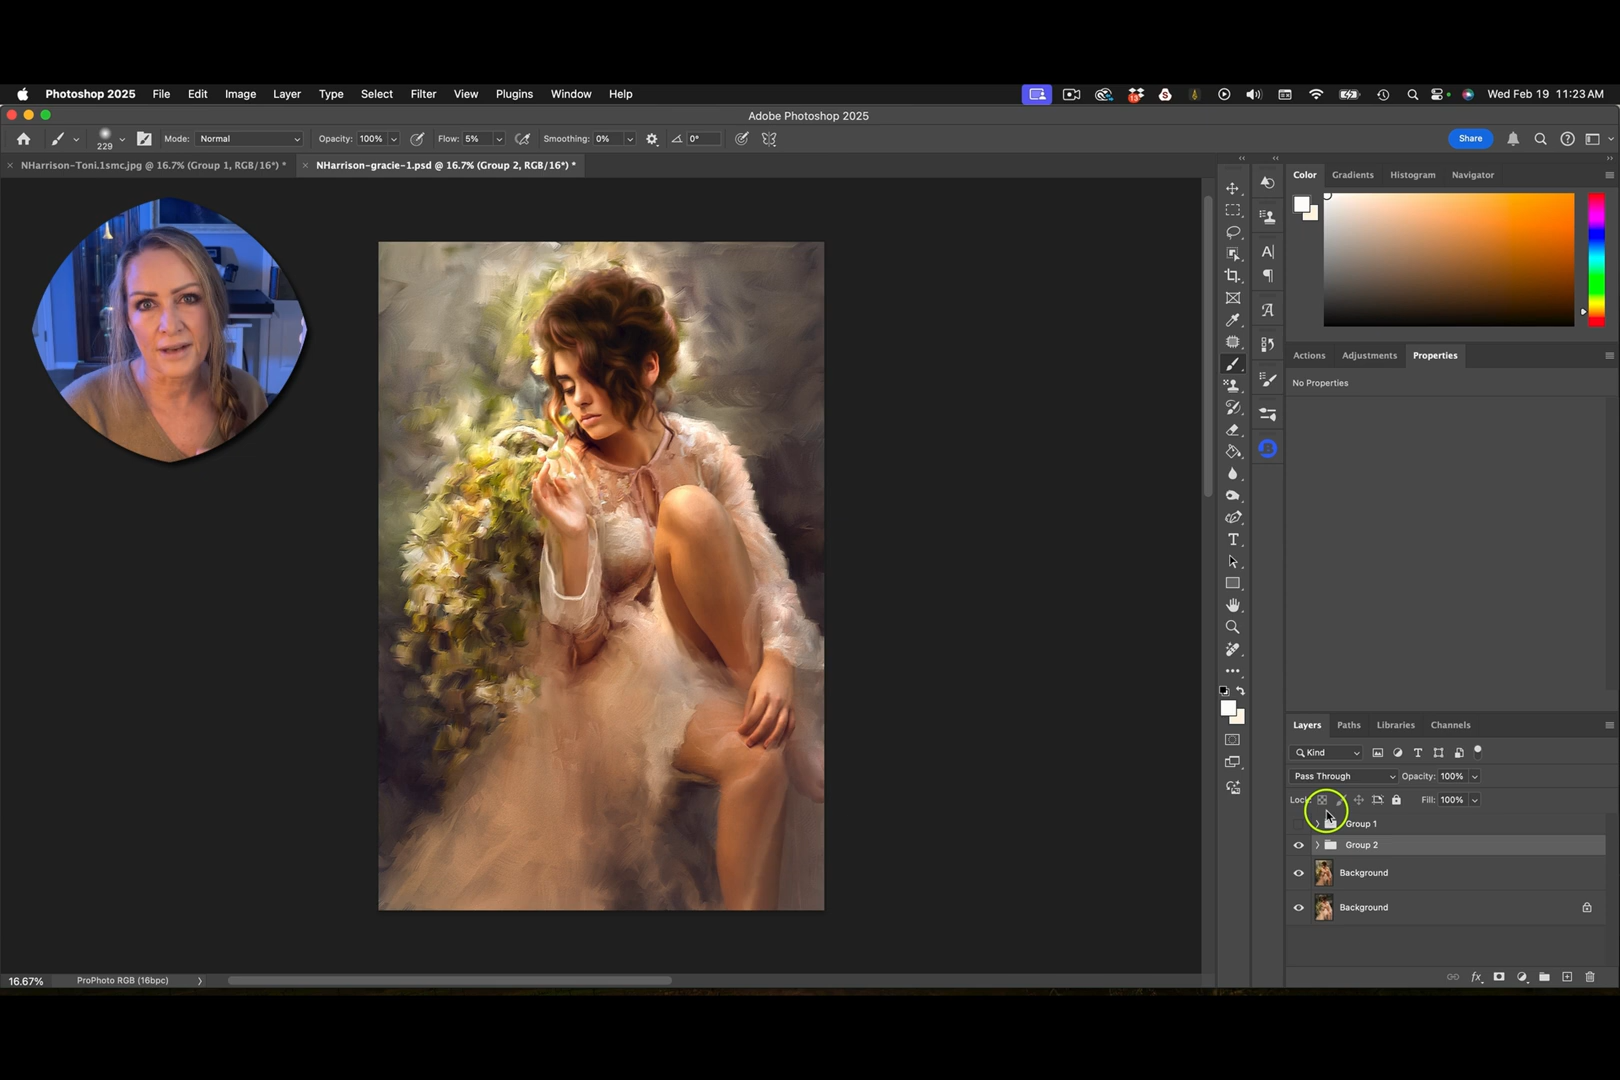 Photoshop 2025 File Edit Image Layer Type Select Filter View Plugins Window Help Wed Feb 19 11:23 AM
Adobe Photoshop 2025
229 Mode: Normal Opacity: 100% Flow: 5% Smoothing: 0% 0° Share
NHarrison-Toni.1smc.jpg @ 16.7% (Group 1, RGB/16*) * NHarrison-gracie-1.psd @ 16.7% (Group 2, RGB/16*) *
Color Gradients Histogram Navigator
Actions Adjustments Properties
No Properties
Layers Paths Libraries Channels
Kind
Pass Through Opacity: 100%
Lock: Fill: 100%
Group 1
Group 2
Background
Background
16.67% ProPhoto RGB (16bpc)